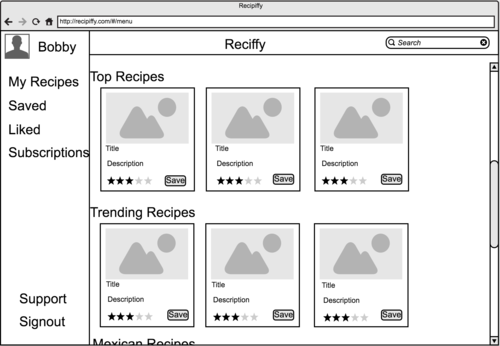 Recipiffy
http://recipiffy.com/#/menu
Bobby
Reciffy
Search
My Recipes
Saved
Liked
Subscriptions
Support
Signout
Top Recipes
Title
Description
Save
Title
Description
Save
Title
Description
Save
Trending Recipes
Title
Description
Save
Title
Description
Save
Title
Description
Save
Mexican Recipes